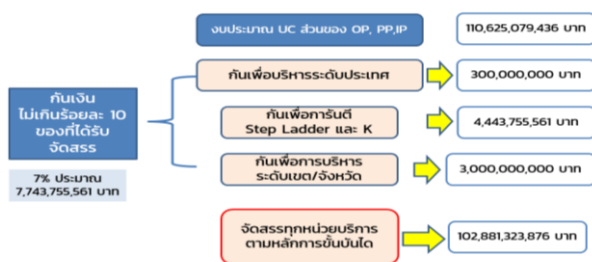 งบประมาณ UC ส่วนของ OP, PP,IP
110,625,079,436 บาท
กันเงิน
ไม่เกินร้อยละ 10
ของที่ได้รับ
จัดสรร
7% ประมาณ
7,743,755,561 บาท
กันเพื่อบริหารระดับประเทศ
300,000,000 บาท
กันเพื่อการันตี
Step Ladder และ K
4,443,755,561 บาท
กันเพื่อการบริหาร
ระดับเขต/จังหวัด
3,000,000,000 บาท
จัดสรรทุกหน่วยบริการ
ตามหลักการขั้นบันได
102,881,323,876 บาท